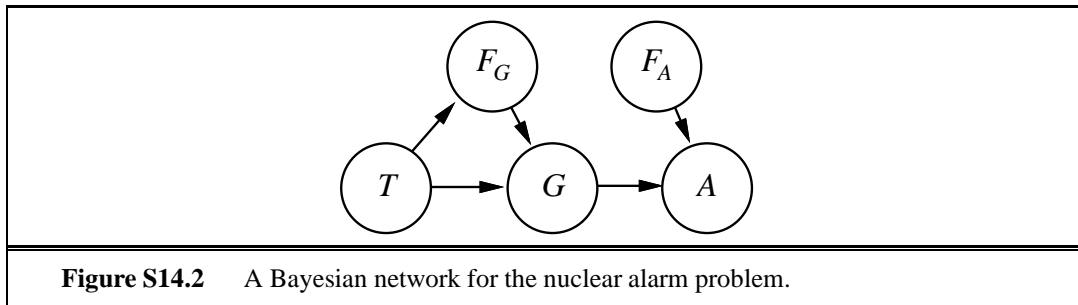 F_G
F_A
T
G
A
Figure S14.2 A Bayesian network for the nuclear alarm problem.